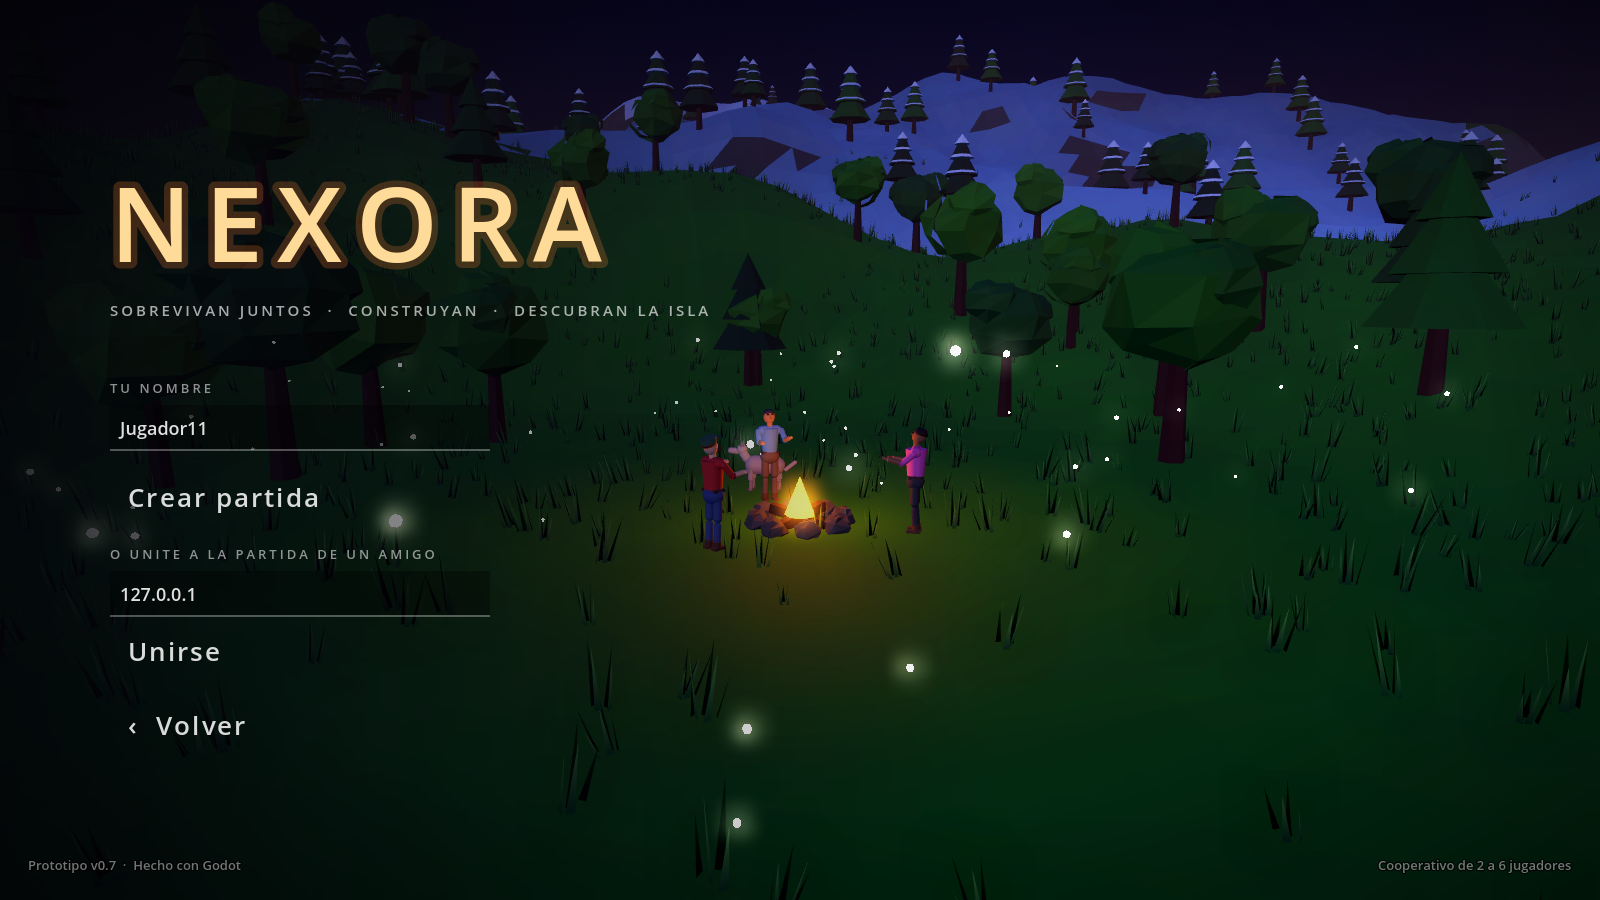 NEXORA
SOBREVIVAN JUNTOS · CONSTRUYAN · DESCUBRAN LA ISLA
TU NOMBRE
Jugador11
Crear partida
O UNITE A LA PARTIDA DE UN AMIGO
127.0.0.1
Unirse
‹ Volver
Prototipo v0.7 · Hecho con Godot
Cooperativo de 2 a 6 jugadores